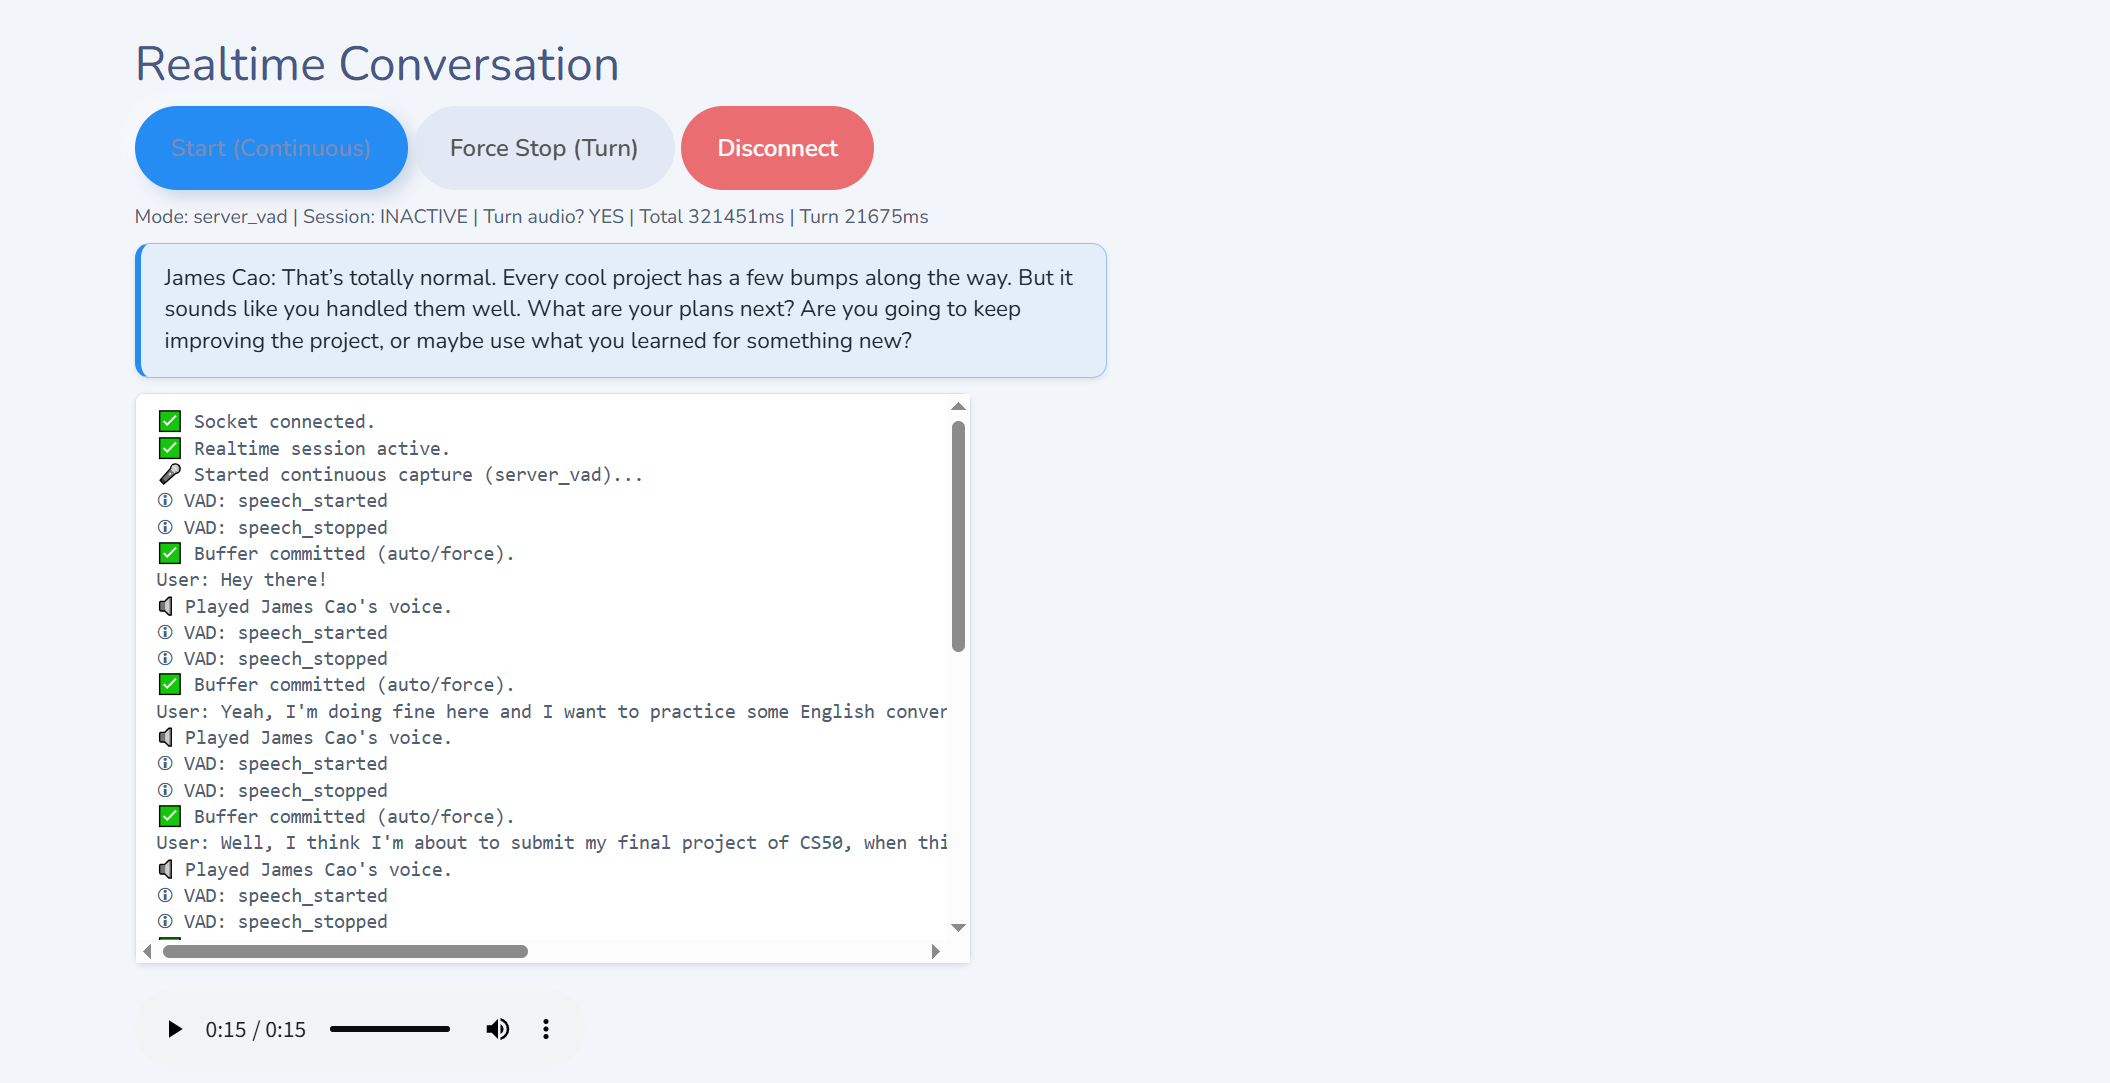 Realtime Conversation
Start (Continuous) Force Stop (Turn) Disconnect
Mode: server_vad | Session: INACTIVE | Turn audio? YES | Total 321451ms | Turn 21675ms
James Cao: That’s totally normal. Every cool project has a few bumps along the way. But it
sounds like you handled them well. What are your plans next? Are you going to keep
improving the project, or maybe use what you learned for something new?
✅ Socket connected.
✅ Realtime session active.
🎤 Started continuous capture (server_vad)...
ℹ VAD: speech_started
ℹ VAD: speech_stopped
✅ Buffer committed (auto/force).
User: Hey there!
🔈 Played James Cao's voice.
ℹ VAD: speech_started
ℹ VAD: speech_stopped
✅ Buffer committed (auto/force).
User: Yeah, I'm doing fine here and I want to practice some English conver
🔈 Played James Cao's voice.
ℹ VAD: speech_started
ℹ VAD: speech_stopped
✅ Buffer committed (auto/force).
User: Well, I think I'm about to submit my final project of CS50, when thi
🔈 Played James Cao's voice.
ℹ VAD: speech_started
ℹ VAD: speech_stopped
0:15 / 0:15